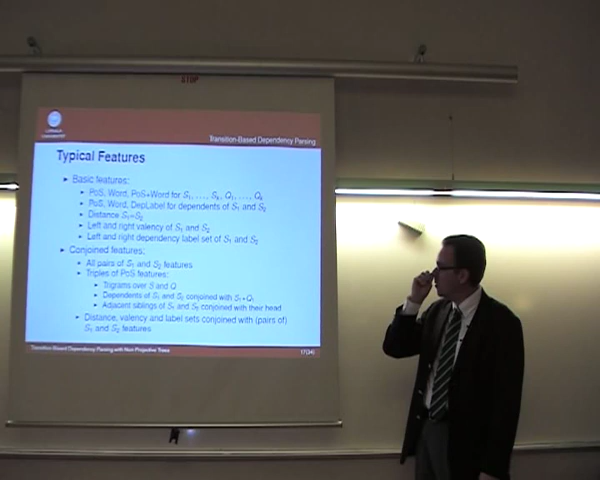 STOP
Transition-Based Dependency Parsing
Typical Features
▸ Basic features:
▸ PoS, Word, PoS+Word for S₁, ..., Sₖ, Q₁, ..., Qₖ
▸ PoS, Word, DepLabel for dependents of S₁ and S₂
▸ Distance S₁–S₂
▸ Left and right valency of S₁ and S₂
▸ Left and right dependency label set of S₁ and S₂
▸ Conjoined features:
▸ All pairs of S₁ and S₂ features
▸ Triples of PoS features:
▸ Trigrams over S and Q
▸ Dependents of S₁ and S₂ conjoined with S₁+Q₁
▸ Adjacent siblings of S₁ and S₂ conjoined with their head
▸ Distance, valency and label sets conjoined with (pairs of)
S₁ and S₂ features
Transition-Based Dependency Parsing with Non-Projective Trees
17(34)